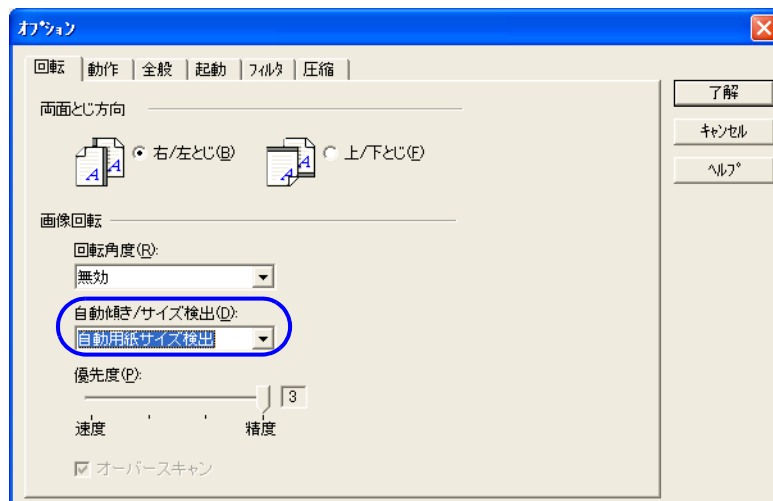 オプション
回転 動作 全般 起動 フィルタ 圧縮
了解
キャンセル
ヘルプ
両面とじ方向
A A 右/左とじ(B) A A 上/下とじ(F)
画像回転
回転角度(R):
無効
自動傾き/サイズ検出(D):
自動用紙サイズ検出
優先度(P):
3
速度 精度
オーバースキャン